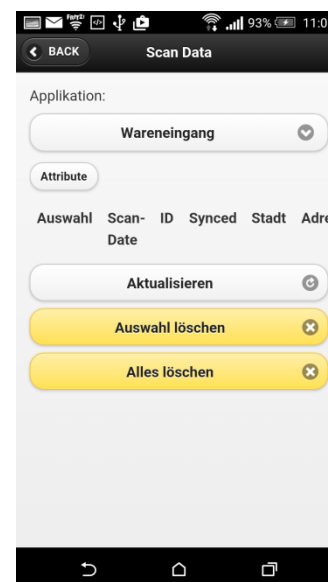 93% 11:0
BACK Scan Data
Applikation:
Wareneingang
Attribute
Auswahl Scan- ID Synced Stadt Adre
Date
Aktualisieren
Auswahl löschen
Alles löschen